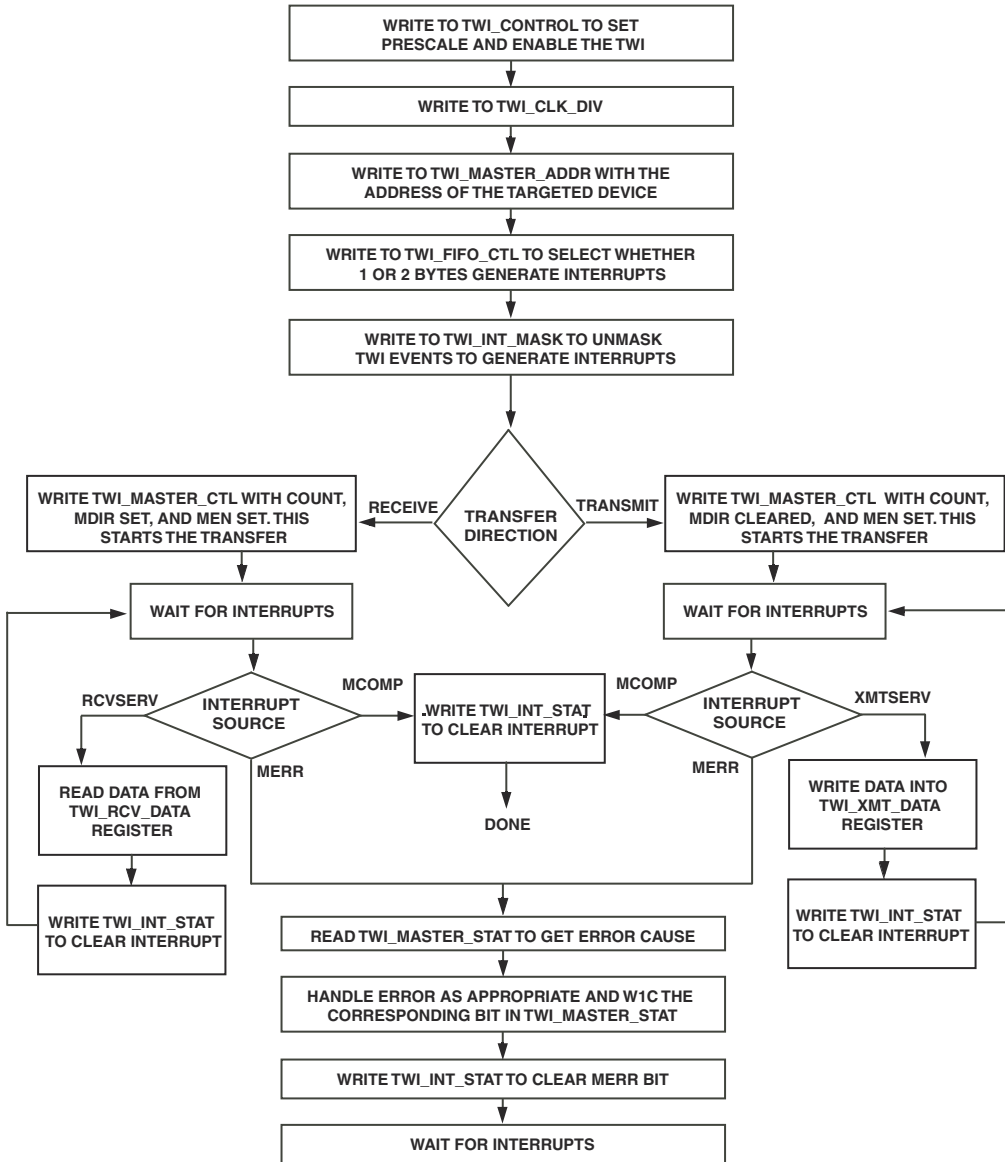 WRITE TO TWI_CONTROL TO SET
PRESCALE AND ENABLE THE TWI
WRITE TO TWI_CLK_DIV
WRITE TO TWI_MASTER_ADDR WITH THE
ADDRESS OF THE TARGETED DEVICE
WRITE TO TWI_FIFO_CTL TO SELECT WHETHER
1 OR 2 BYTES GENERATE INTERRUPTS
WRITE TO TWI_INT_MASK TO UNMASK
TWI EVENTS TO GENERATE INTERRUPTS
TRANSFER
DIRECTION
RECEIVE
TRANSMIT
WRITE TWI_MASTER_CTL WITH COUNT,
MDIR SET, AND MEN SET. THIS
STARTS THE TRANSFER
WRITE TWI_MASTER_CTL WITH COUNT,
MDIR CLEARED, AND MEN SET. THIS
STARTS THE TRANSFER
WAIT FOR INTERRUPTS
WAIT FOR INTERRUPTS
RCVSERV
INTERRUPT
SOURCE
MCOMP
MERR
WRITE TWI_INT_STAT
TO CLEAR INTERRUPT
DONE
MCOMP
INTERRUPT
SOURCE
XMTSERV
MERR
READ DATA FROM
TWI_RCV_DATA
REGISTER
WRITE TWI_INT_STAT
TO CLEAR INTERRUPT
WRITE DATA INTO
TWI_XMT_DATA
REGISTER
WRITE TWI_INT_STAT
TO CLEAR INTERRUPT
READ TWI_MASTER_STAT TO GET ERROR CAUSE
HANDLE ERROR AS APPROPRIATE AND W1C THE
CORRESPONDING BIT IN TWI_MASTER_STAT
WRITE TWI_INT_STAT TO CLEAR MERR BIT
WAIT FOR INTERRUPTS